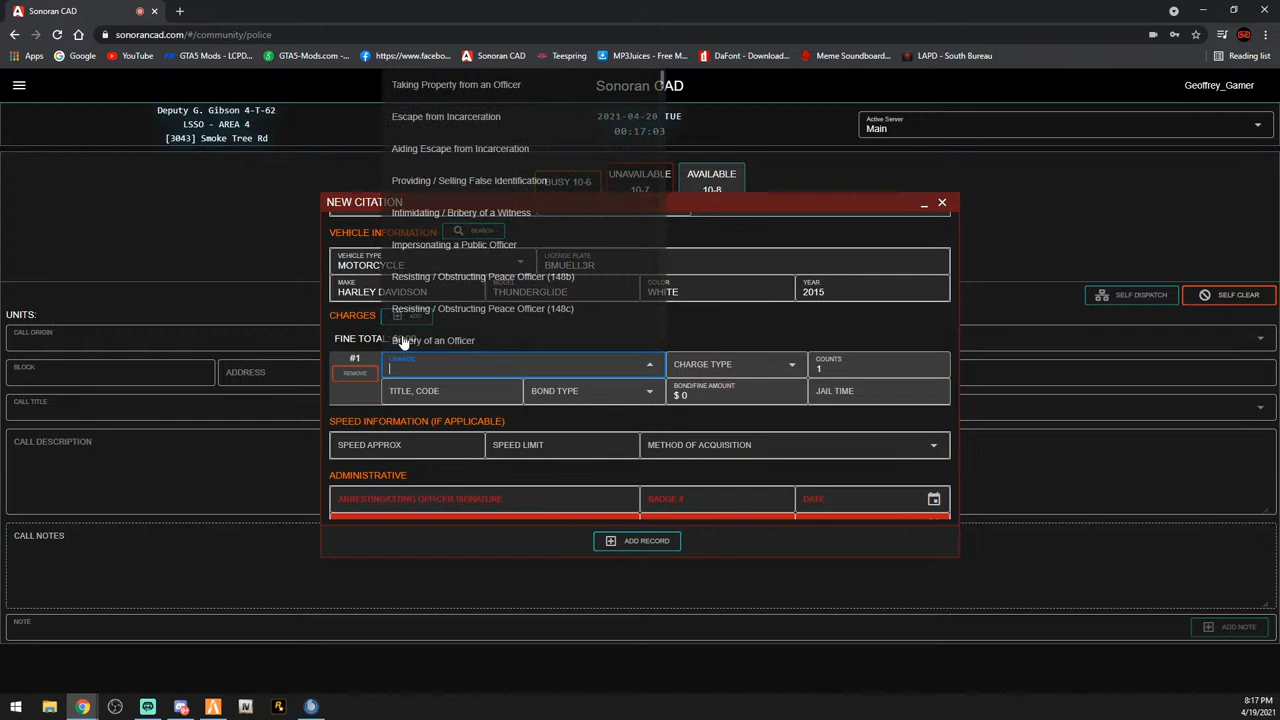 Sonoran CAD
sonorancad.com/#/community/police
Apps
Google
YouTube
GTA5 Mods - LCPD...
GTA5-Mods.com -...
https://www.facebo...
Sonoran CAD
Teespring
MP3Juices - Free M...
DaFont - Download...
Meme Soundboard...
LAPD - South Bureau
Reading list
Taking Property from an Officer
Sonoran CAD
Geoffrey_Gamer
Deputy G. Gibson 4-T-62
LSSO - AREA 4
[3043] Smoke Tree Rd
Escape from Incarceration
2021-04-20 TUE
00:17:03
Active Server
Main
Aiding Escape from Incarceration
Providing / Selling False Identification
BUSY 10-6
UNAVAILABLE
10-7
AVAILABLE
10-8
NEW CITATION
Intimidating / Bribery of a Witness
VEHICLE INFORMATION
SEARCH
Impersonating a Public Officer
VEHICLE TYPE
MOTORCYCLE
LICENSE PLATE
BMUELL3R
Resisting / Obstructing Peace Officer (148b)
MAKE
HARLEY DAVIDSON
MODEL
THUNDERGLIDE
COLOR
WHITE
YEAR
2015
SELF DISPATCH
SELF CLEAR
Resisting / Obstructing Peace Officer (148c)
UNITS:
CHARGES
ADD
CALL ORIGIN
FINE TOTAL:
Bribery of an Officer
#1
REMOVE
CHARGE
CHARGE TYPE
COUNTS
1
BLOCK
ADDRESS
TITLE, CODE
BOND TYPE
BOND/FINE AMOUNT
$ 0
JAIL TIME
CALL TITLE
SPEED INFORMATION (IF APPLICABLE)
CALL DESCRIPTION
SPEED APPROX
SPEED LIMIT
METHOD OF ACQUISITION
ADMINISTRATIVE
ARRESTING/CITING OFFICER SIGNATURE
BADGE #
DATE
CALL NOTES
ADD RECORD
NOTE
ADD NOTE
8:17 PM
4/19/2021